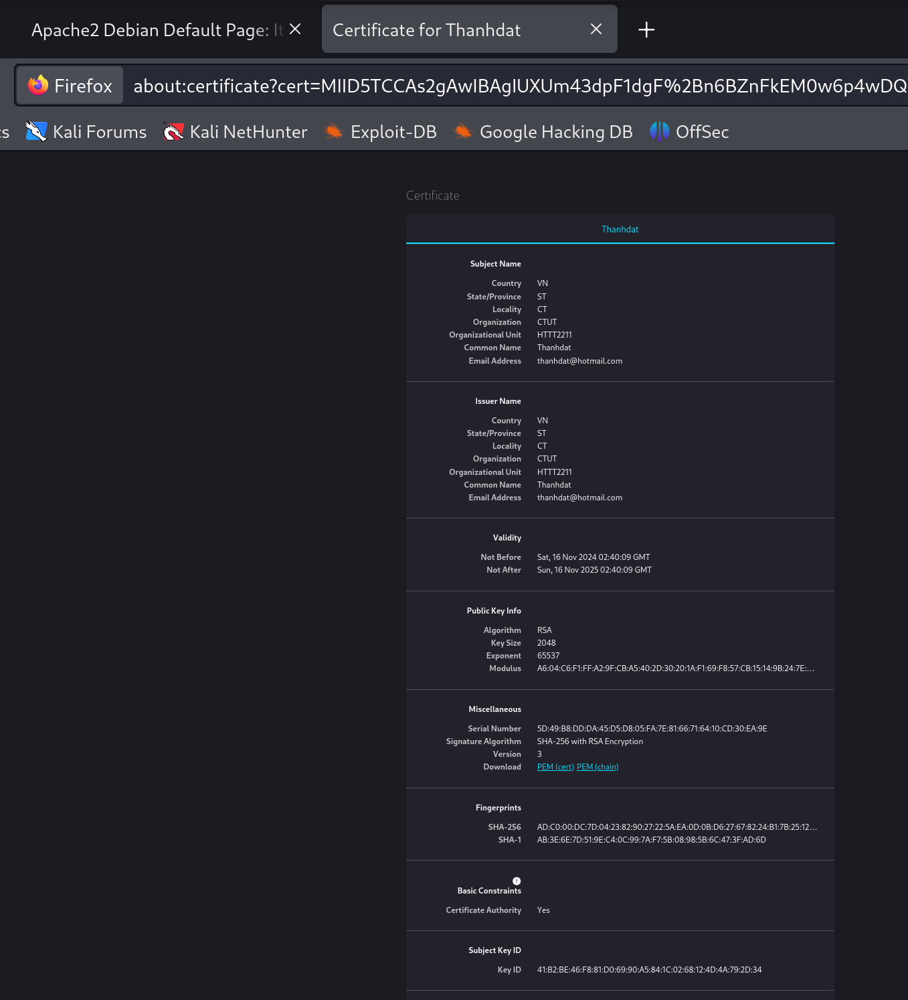 Apache2 Debian Default Page: It
Certificate for Thanhdat
Firefox about:certificate?cert=MIID5TCCAs2gAwIBAgIUXUm43dpF1dgF%2Bn6BZnFkEM0w6p4wDQ
cs Kali Forums Kali NetHunter Exploit-DB Google Hacking DB OffSec
Certificate
Thanhdat
Subject Name
Country VN
State/Province ST
Locality CT
Organization CTUT
Organizational Unit HTTT2211
Common Name Thanhdat
Email Address thanhdat@hotmail.com
Issuer Name
Country VN
State/Province ST
Locality CT
Organization CTUT
Organizational Unit HTTT2211
Common Name Thanhdat
Email Address thanhdat@hotmail.com
Validity
Not Before Sat, 16 Nov 2024 02:40:09 GMT
Not After Sun, 16 Nov 2025 02:40:09 GMT
Public Key Info
Algorithm RSA
Key Size 2048
Exponent 65537
Modulus A6:04:C6:F1:FF:A2:9F:CB:A5:40:2D:30:20:1A:F1:69:F8:57:CB:15:14:9B:24:7E:…
Miscellaneous
Serial Number 5D:49:B8:DD:DA:45:D5:D8:05:FA:7E:81:66:71:64:10:CD:30:EA:9E
Signature Algorithm SHA-256 with RSA Encryption
Version 3
Download PEM (cert) PEM (chain)
Fingerprints
SHA-256 AD:C0:00:DC:7D:04:23:82:90:27:22:5A:EA:0D:0B:D6:27:67:82:24:B1:7B:25:12…
SHA-1 AB:3E:6E:7D:51:9E:C4:0C:99:7A:F7:5B:08:98:5B:6C:47:3F:AD:6D
Basic Constraints
Certificate Authority Yes
Subject Key ID
Key ID 41:B2:BE:46:F8:81:D0:69:90:A5:84:1C:02:68:12:4D:4A:79:2D:34